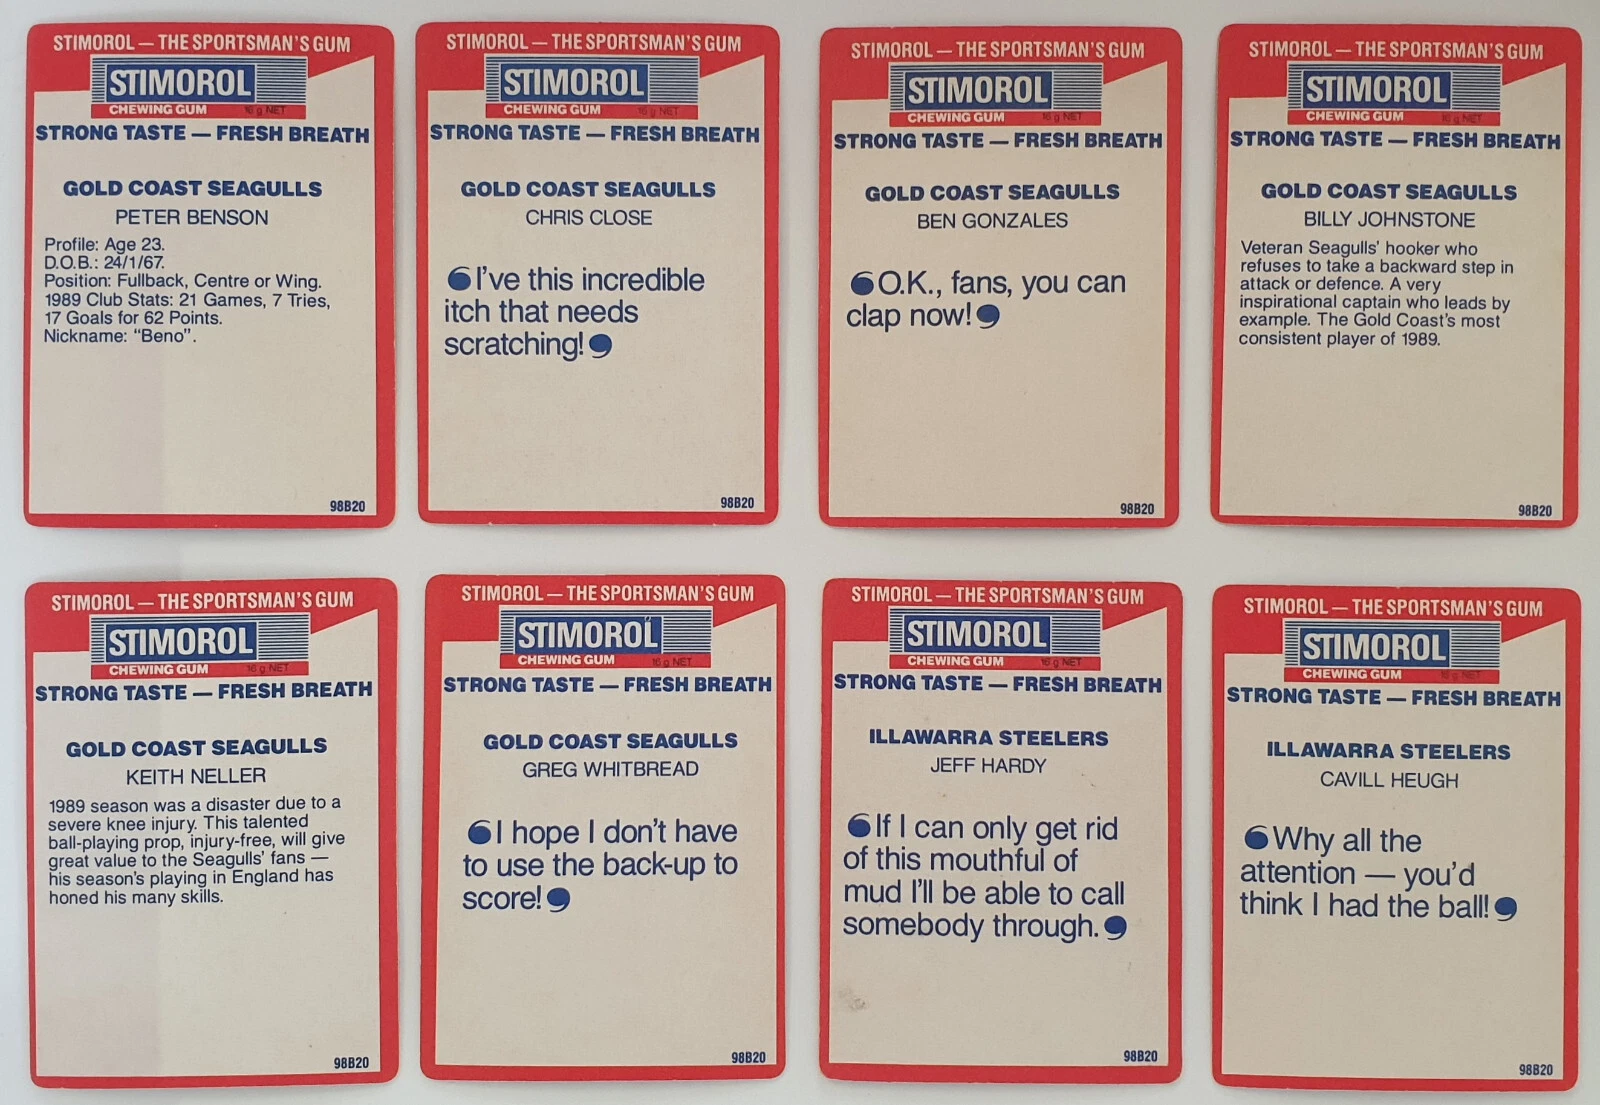 STIMOROL — THE SPORTSMAN'S GUM
STIMOROL
CHEWING GUM 16 g NET
STRONG TASTE — FRESH BREATH
GOLD COAST SEAGULLS
PETER BENSON
Profile: Age 23.
D.O.B.: 24/1/67.
Position: Fullback, Centre or Wing.
1989 Club Stats: 21 Games, 7 Tries,
17 Goals for 62 Points.
Nickname: “Beno”.
98B20
STIMOROL — THE SPORTSMAN'S GUM
STIMOROL
CHEWING GUM 16 g NET
STRONG TASTE — FRESH BREATH
GOLD COAST SEAGULLS
CHRIS CLOSE
‘I've this incredible
itch that needs
scratching!’
98B20
STIMOROL — THE SPORTSMAN'S GUM
STIMOROL
CHEWING GUM 16 g NET
STRONG TASTE — FRESH BREATH
GOLD COAST SEAGULLS
BEN GONZALES
‘O.K., fans, you can
clap now!’
98B20
STIMOROL — THE SPORTSMAN'S GUM
STIMOROL
CHEWING GUM 16 g NET
STRONG TASTE — FRESH BREATH
GOLD COAST SEAGULLS
BILLY JOHNSTONE
Veteran Seagulls' hooker who
refuses to take a backward step in
attack or defence. A very
inspirational captain who leads by
example. The Gold Coast's most
consistent player of 1989.
98B20
STIMOROL — THE SPORTSMAN'S GUM
STIMOROL
CHEWING GUM 16 g NET
STRONG TASTE — FRESH BREATH
GOLD COAST SEAGULLS
KEITH NELLER
1989 season was a disaster due to a
severe knee injury. This talented
ball-playing prop, injury-free, will give
great value to the Seagulls' fans —
his season's playing in England has
honed his many skills.
98B20
STIMOROL — THE SPORTSMAN'S GUM
STIMOROL
CHEWING GUM 16 g NET
STRONG TASTE — FRESH BREATH
GOLD COAST SEAGULLS
GREG WHITBREAD
‘I hope I don't have
to use the back-up to
score!’
98B20
STIMOROL — THE SPORTSMAN'S GUM
STIMOROL
CHEWING GUM 16 g NET
STRONG TASTE — FRESH BREATH
ILLAWARRA STEELERS
JEFF HARDY
‘If I can only get rid
of this mouthful of
mud I'll be able to call
somebody through.’
98B20
STIMOROL — THE SPORTSMAN'S GUM
STIMOROL
CHEWING GUM 16 g NET
STRONG TASTE — FRESH BREATH
ILLAWARRA STEELERS
CAVILL HEUGH
‘Why all the
attention — you'd
think I had the ball!’
98B20